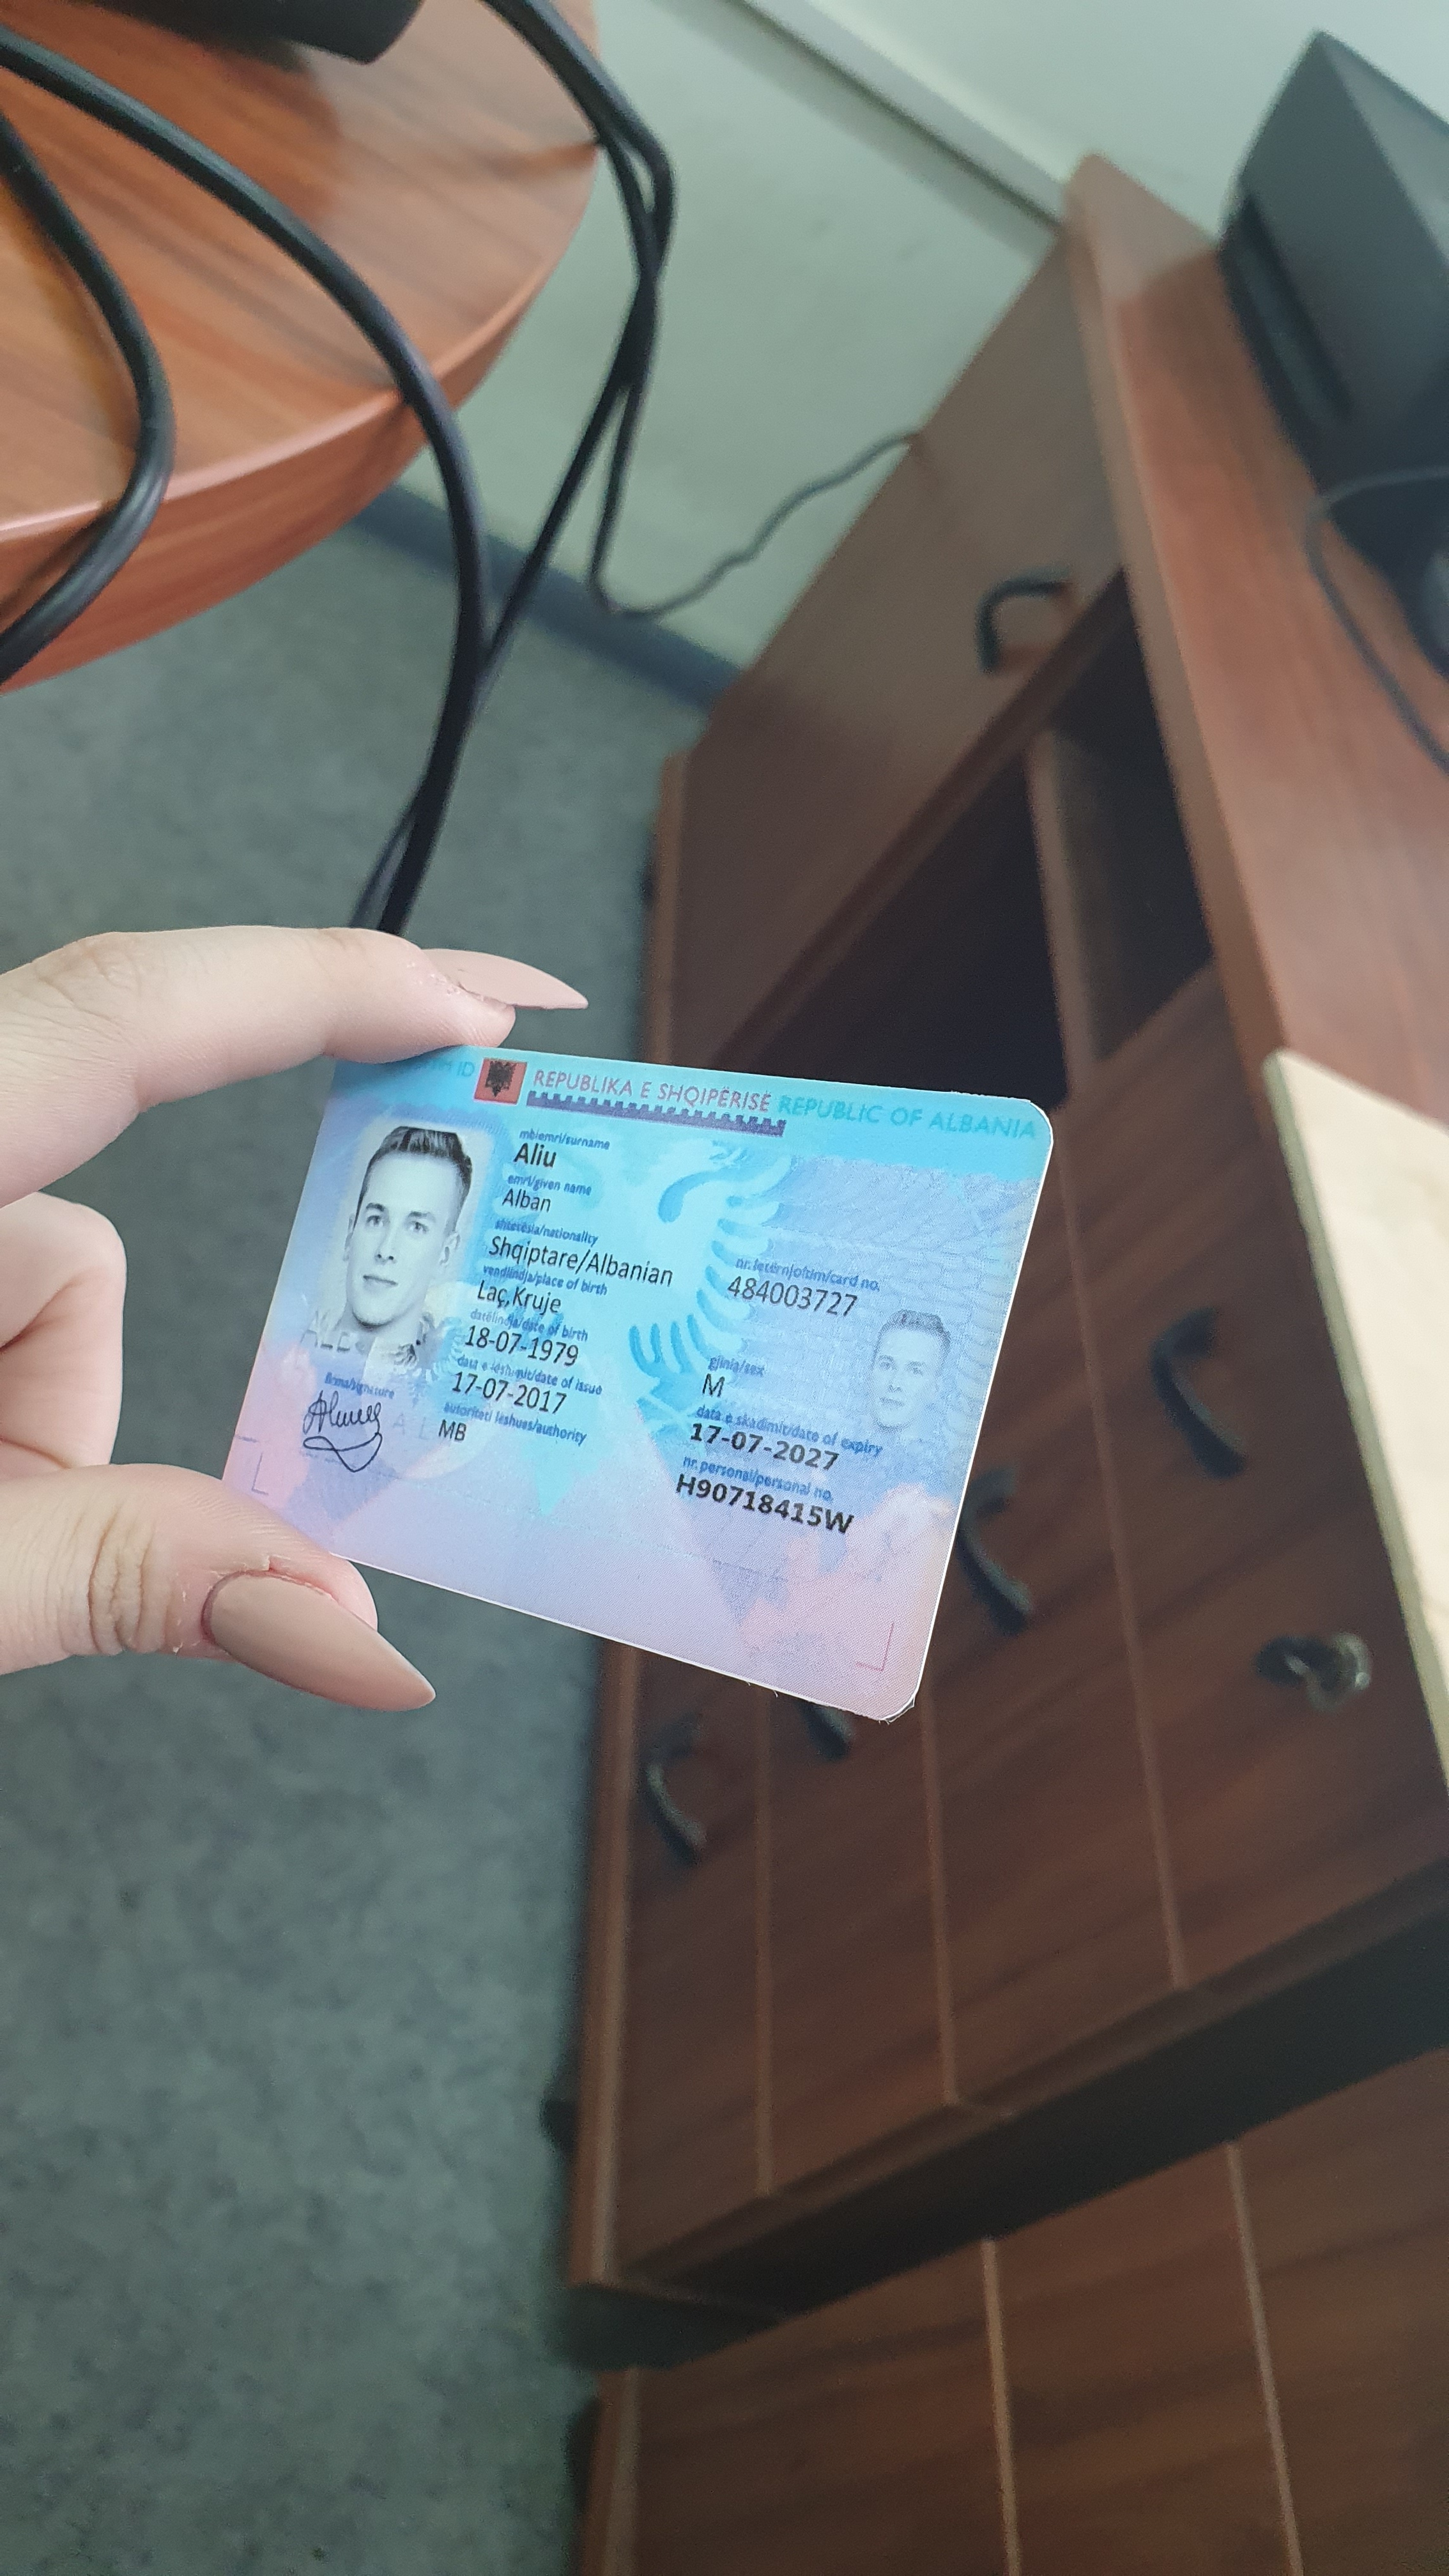 REPUBLIKA E SHQIPËRISË REPUBLIC OF ALBANIA
mbiemri/surname
Aliu
emri/given name
Alban
shtetësia/nationality
Shqiptare/Albanian
vendlindja/place of birth
Laç,Kruje
datëlindja/date of birth
18-07-1979
data e lëshimit/date of issue
17-07-2017
autoriteti lëshues/authority
MB
firma/signature
nr. letërnjoftim/card no.
484003727
gjinia/sex
M
data e skadimit/date of expiry
17-07-2027
nr. personal/personal no.
H90718415W